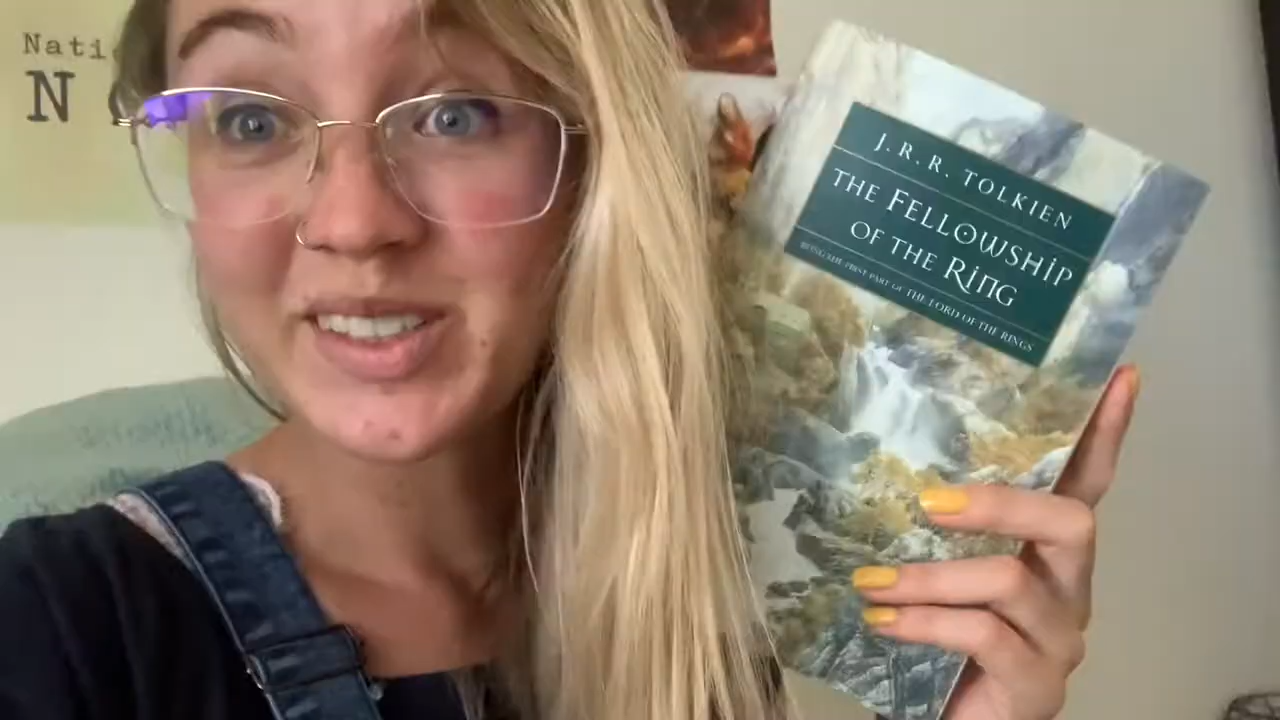 Nati
N
J. R. R. TOLKIEN
THE FELLOWSHIP
OF THE RING
BEING THE FIRST PART OF THE LORD OF THE RINGS